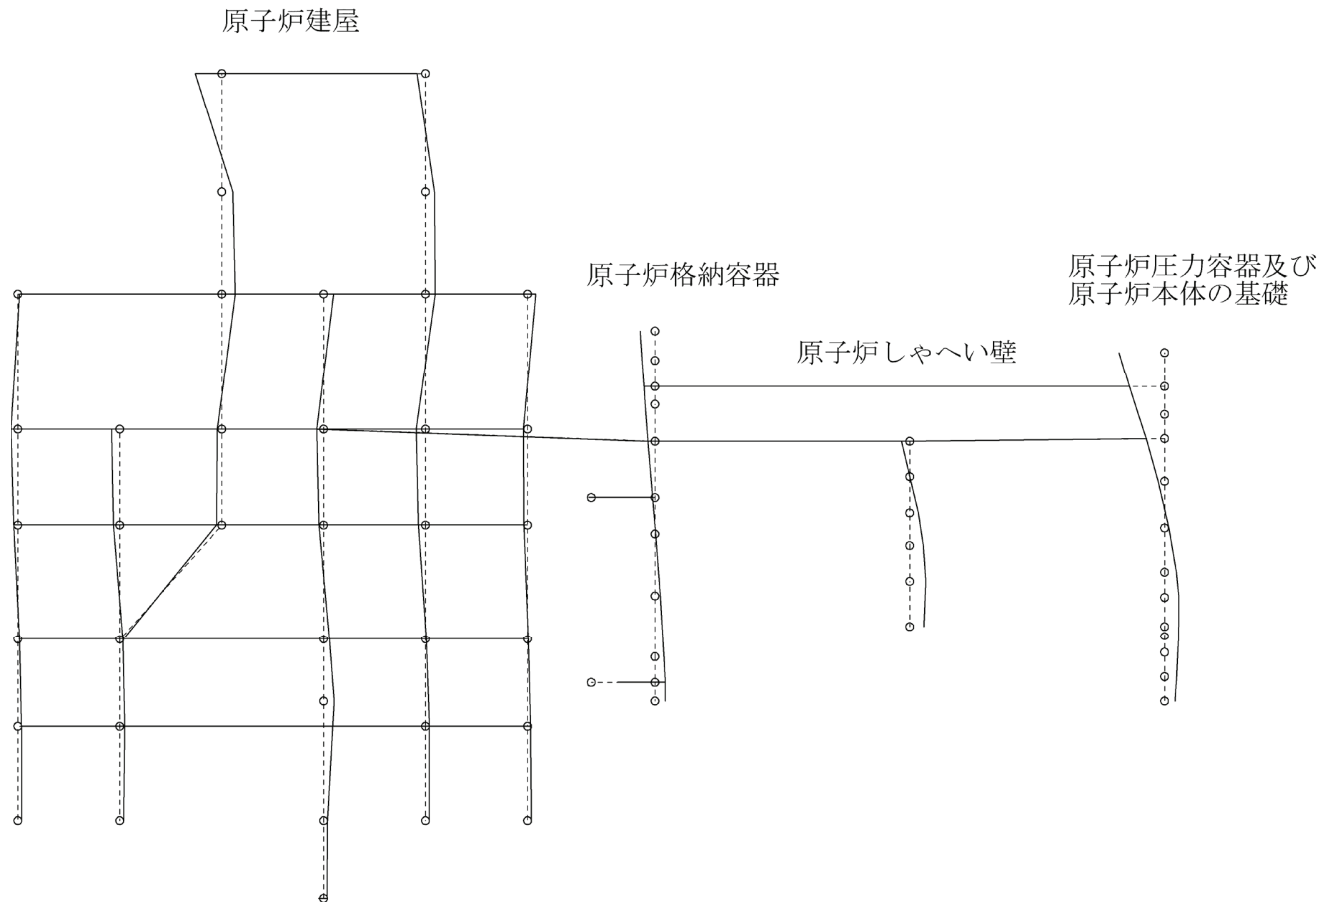 原子炉建屋
原子炉格納容器
原子炉圧力容器及び
原子炉本体の基礎
原子炉しゃへい壁